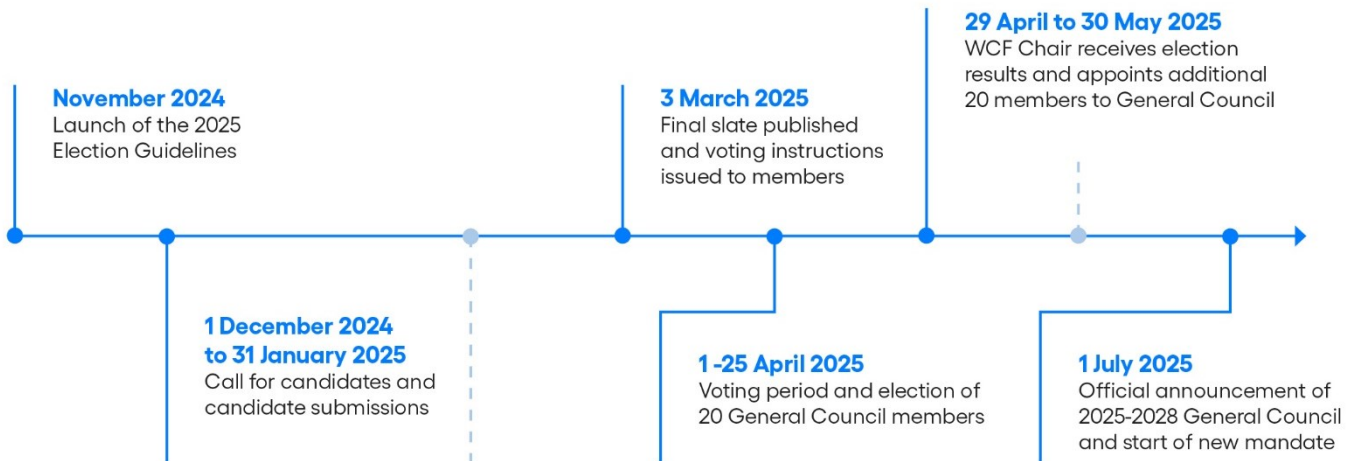 November 2024
Launch of the 2025
Election Guidelines
1 December 2024
to 31 January 2025
Call for candidates and
candidate submissions
3 March 2025
Final slate published
and voting instructions
issued to members
1 -25 April 2025
Voting period and election of
20 General Council members
29 April to 30 May 2025
WCF Chair receives election
results and appoints additional
20 members to General Council
1 July 2025
Official announcement of
2025-2028 General Council
and start of new mandate